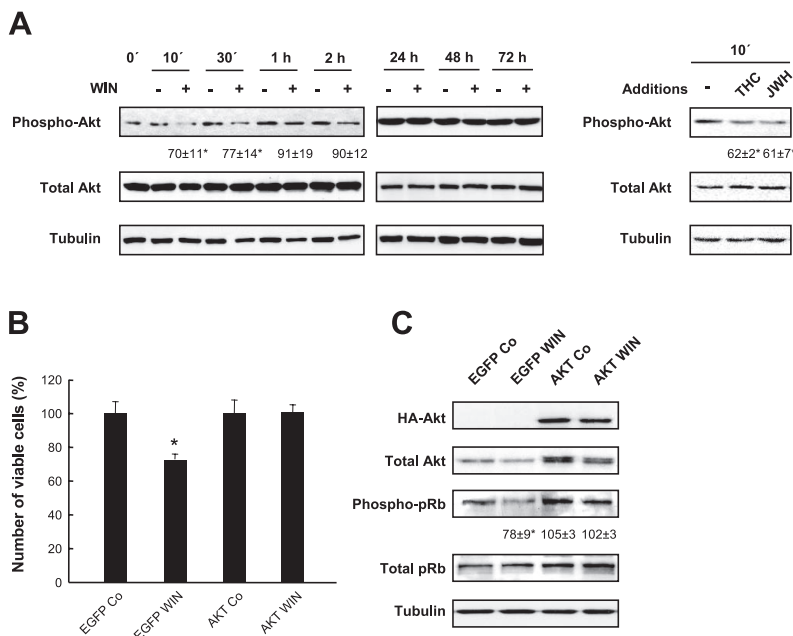 A
0´ 10´ 30´ 1 h 2 h 24 h 48 h 72 h 10´
WIN - + - + - + - + - + - + - + Additions - THC JWH
Phospho-Akt Phospho-Akt
70±11* 77±14* 91±19 90±12 62±2* 61±7*
Total Akt Total Akt
Tubulin Tubulin
B
Number of viable cells (%)
120
100
80
60
40
20
0
*
EGFP Co EGFP WIN AKT Co AKT WIN
C
EGFP Co EGFP WIN AKT Co AKT WIN
HA-Akt
Total Akt
Phospho-pRb
78±9* 105±3 102±3
Total pRb
Tubulin